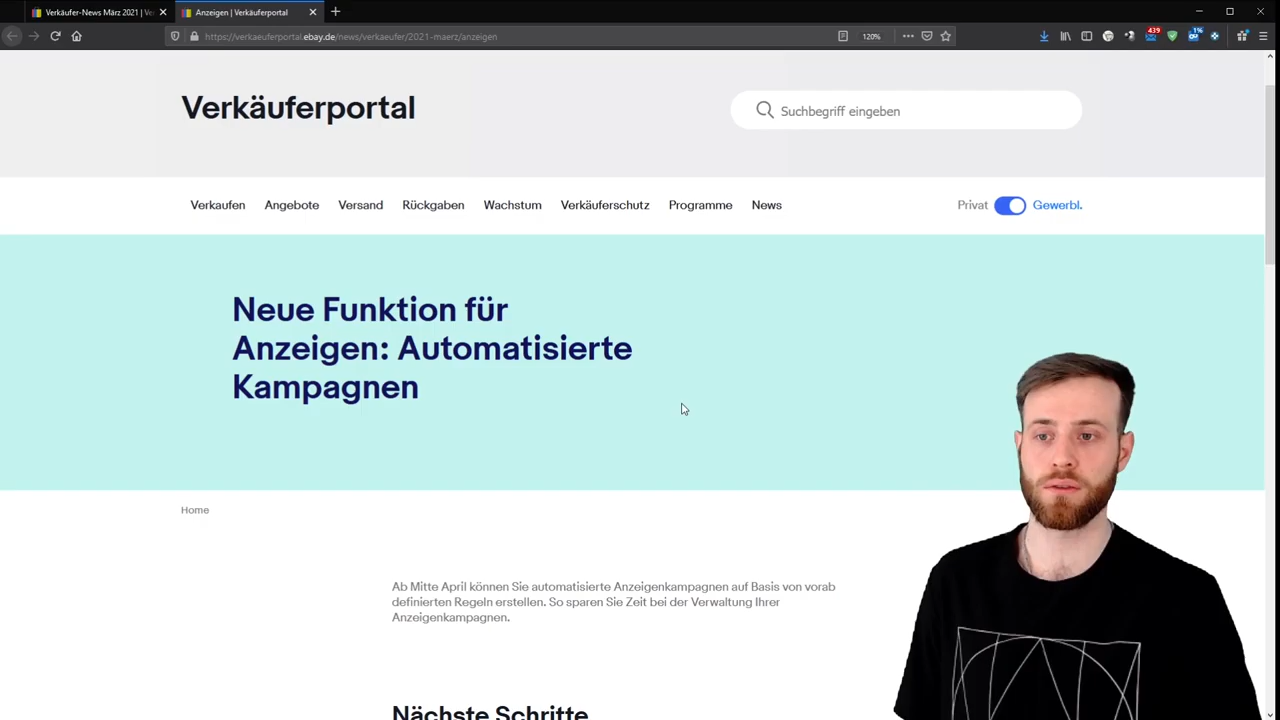 Verkäufer-News März 2021 | Ve
Anzeigen | Verkäuferportal
https://verkaeuferportal.ebay.de/news/verkaeufer/2021-maerz/anzeigen
120%
439
1%
Verkäuferportal
Suchbegriff eingeben
Verkaufen Angebote Versand Rückgaben Wachstum Verkäuferschutz Programme News
Privat Gewerbl.
Neue Funktion für
Anzeigen: Automatisierte
Kampagnen
Home
Ab Mitte April können Sie automatisierte Anzeigenkampagnen auf Basis von vorab
definierten Regeln erstellen. So sparen Sie Zeit bei der Verwaltung Ihrer
Anzeigenkampagnen.
Nächste Schritte